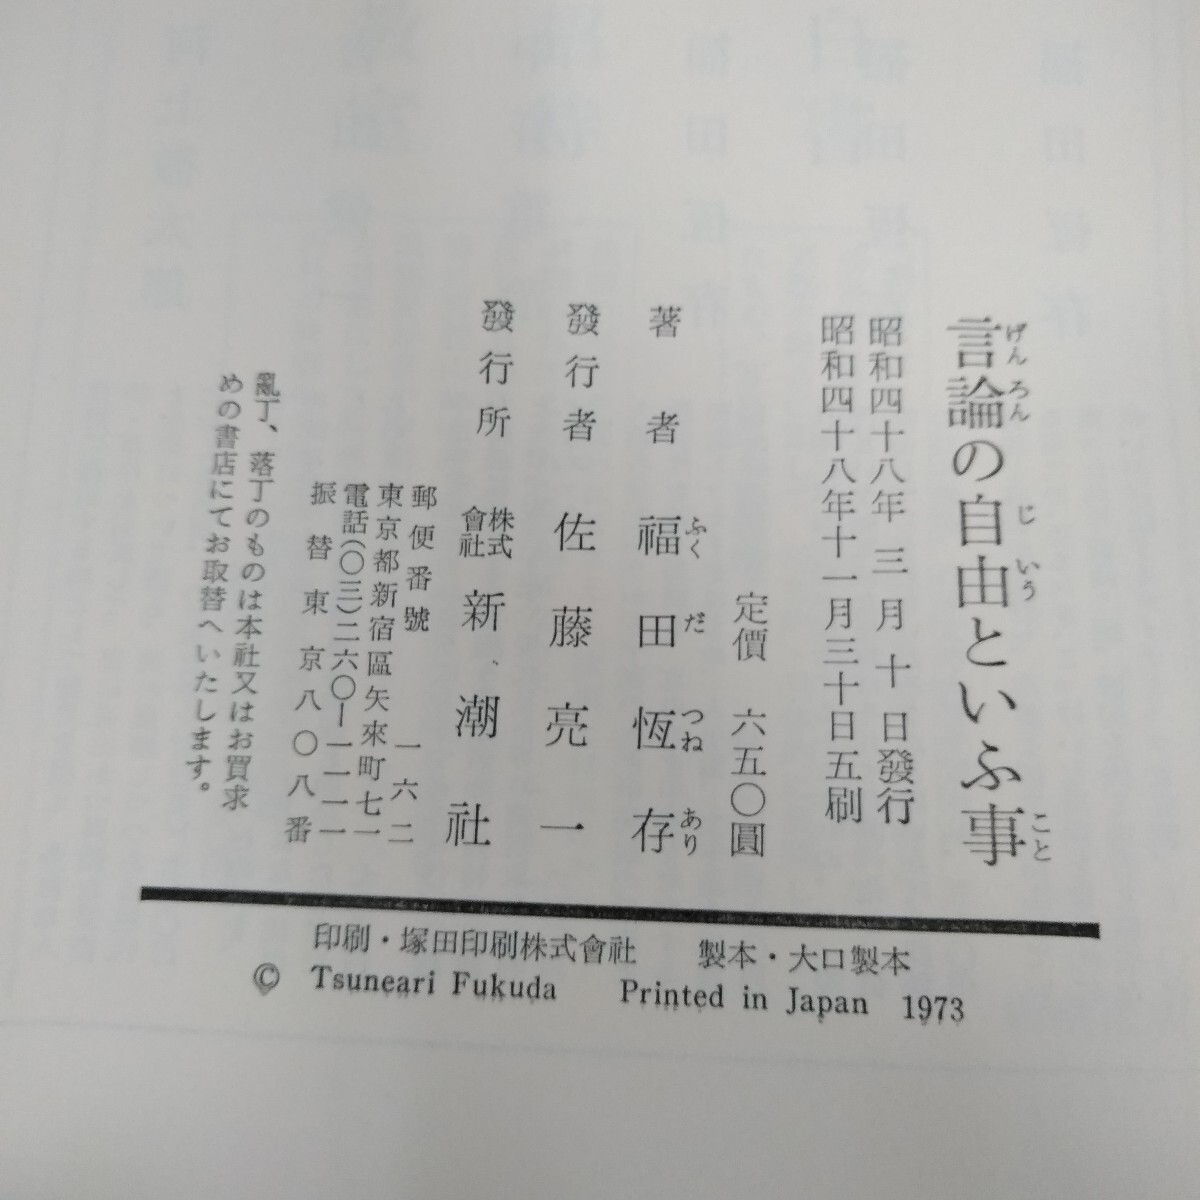 言論の自由といふ事
げんろん じいう こと
昭和四十八年 三月 十日發行
昭和四十八年十一月三十日五刷
定價 六五〇圓
著者 福田恆存
ふくだつねあり
發行者 佐藤亮一
發行所 株式會社 新潮社
郵便番號 一六二
東京都新宿區矢來町七一
電話(〇三)二六〇―一一一一
振替東京八〇八番
亂丁、落丁のものは本社又はお買求
めの書店にてお取替へいたします。
印刷・塚田印刷株式會社 製本・大口製本
© Tsuneari Fukuda Printed in Japan 1973